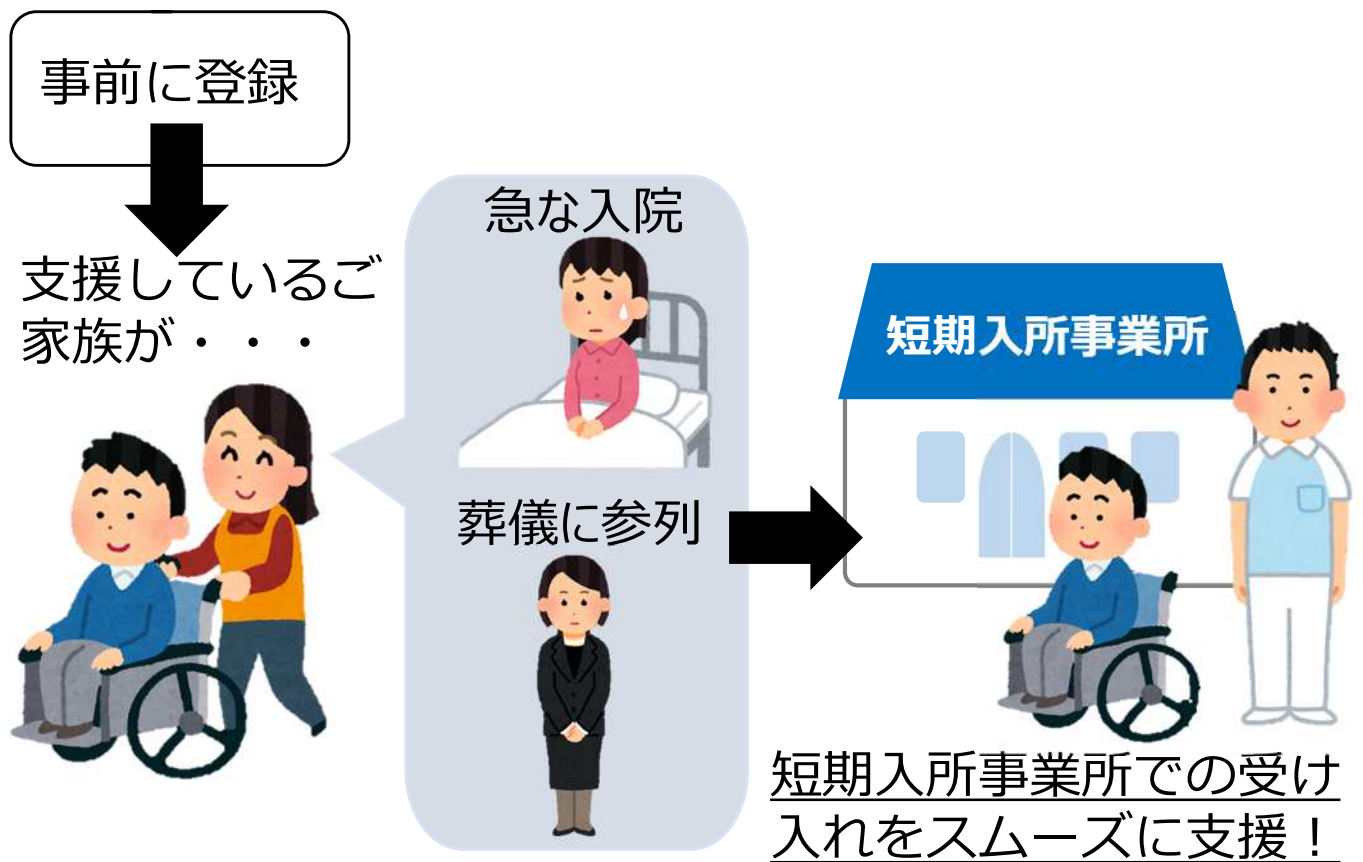 事前に登録
支援しているご
家族が・・・
急な入院
葬儀に参列
短期入所事業所
短期入所事業所での受け
入れをスムーズに支援！